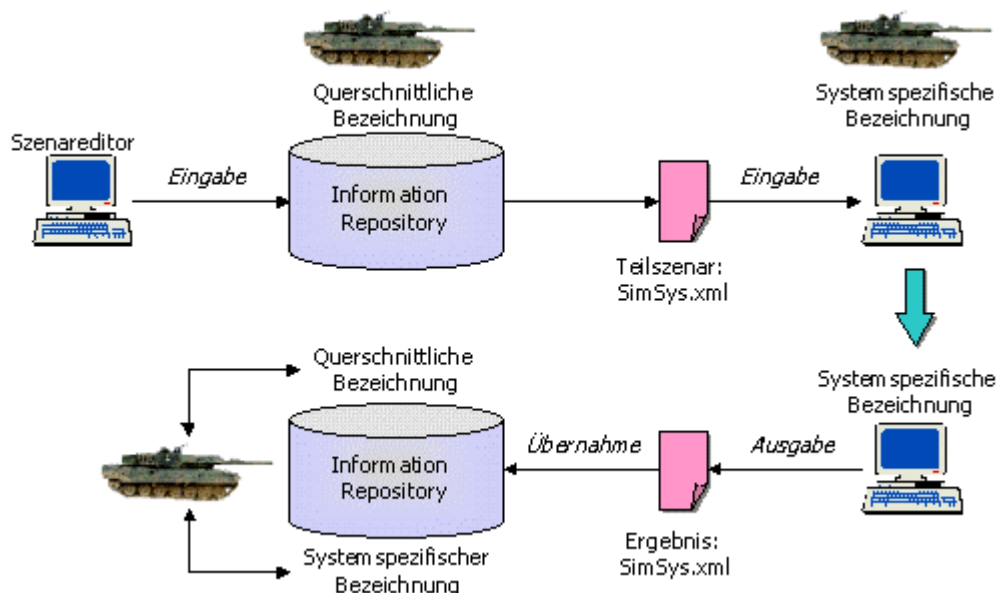 Querschnittliche
Bezeichnung
System spezifische
Bezeichnung
Szenareditor
Eingabe
Information
Repository
Eingabe
Teilszenar:
SimSys.xml
Querschnittliche
Bezeichnung
System spezifische
Bezeichnung
Information
Repository
Übernahme
Ausgabe
System spezifischer
Bezeichnung
Ergebnis:
SimSys.xml